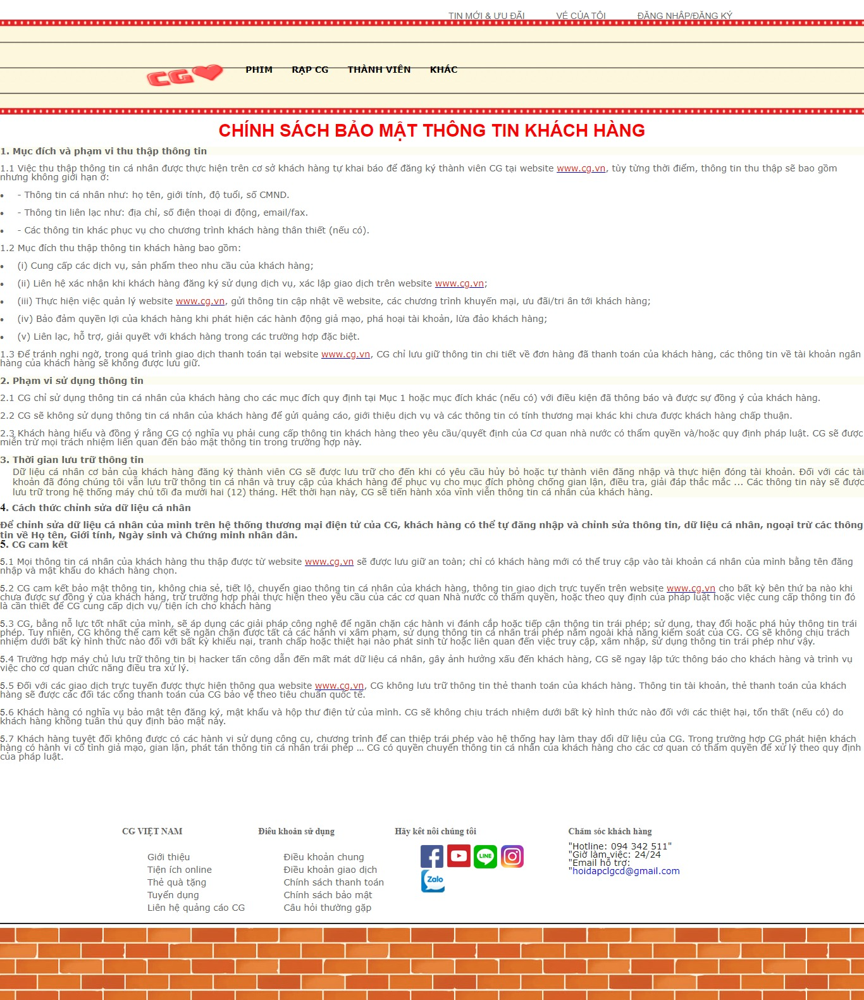 TIN MỚI & ƯU ĐÃI VÉ CỦA TÔI ĐĂNG NHẬP/ĐĂNG KÝ
CG PHIM RẠP CG THÀNH VIÊN KHÁC
CHÍNH SÁCH BẢO MẬT THÔNG TIN KHÁCH HÀNG
1. Mục đích và phạm vi thu thập thông tin
1.1 Việc thu thập thông tin cá nhân được thực hiện trên cơ sở khách hàng tự khai báo để đăng ký thành viên CG tại website www.cg.vn, tùy từng thời điểm, thông tin thu thập sẽ bao gồm
nhưng không giới hạn ở:
• - Thông tin cá nhân như: họ tên, giới tính, độ tuổi, số CMND.
• - Thông tin liên lạc như: địa chỉ, số điện thoại di động, email/fax.
• - Các thông tin khác phục vụ cho chương trình khách hàng thân thiết (nếu có).
1.2 Mục đích thu thập thông tin khách hàng bao gồm:
• (i) Cung cấp các dịch vụ, sản phẩm theo nhu cầu của khách hàng;
• (ii) Liên hệ xác nhận khi khách hàng đăng ký sử dụng dịch vụ, xác lập giao dịch trên website www.cg.vn;
• (iii) Thực hiện việc quản lý website www.cg.vn, gửi thông tin cập nhật về website, các chương trình khuyến mại, ưu đãi/tri ân tới khách hàng;
• (iv) Bảo đảm quyền lợi của khách hàng khi phát hiện các hành động giả mạo, phá hoại tài khoản, lừa đảo khách hàng;
• (v) Liên lạc, hỗ trợ, giải quyết với khách hàng trong các trường hợp đặc biệt.
1.3 Để tránh nghi ngờ, trong quá trình giao dịch thanh toán tại website www.cg.vn, CG chỉ lưu giữ thông tin chi tiết về đơn hàng đã thanh toán của khách hàng, các thông tin về tài khoản ngân
hàng của khách hàng sẽ không được lưu giữ.
2. Phạm vi sử dụng thông tin
2.1 CG chỉ sử dụng thông tin cá nhân của khách hàng cho các mục đích quy định tại Mục 1 hoặc mục đích khác (nếu có) với điều kiện đã thông báo và được sự đồng ý của khách hàng.
2.2 CG sẽ không sử dụng thông tin cá nhân của khách hàng để gửi quảng cáo, giới thiệu dịch vụ và các thông tin có tính thương mại khác khi chưa được khách hàng chấp thuận.
2.3 Khách hàng hiểu và đồng ý rằng CG có nghĩa vụ phải cung cấp thông tin khách hàng theo yêu cầu/quyết định của Cơ quan nhà nước có thẩm quyền và/hoặc quy định pháp luật. CG sẽ được
miễn trừ mọi trách nhiệm liên quan đến bảo mật thông tin trong trường hợp này.
3. Thời gian lưu trữ thông tin
Dữ liệu cá nhân cơ bản của khách hàng đăng ký thành viên CG sẽ được lưu trữ cho đến khi có yêu cầu hủy bỏ hoặc tự thành viên đăng nhập và thực hiện đóng tài khoản. Đối với các tài
khoản đã đóng chúng tôi vẫn lưu trữ thông tin cá nhân và truy cập của khách hàng để phục vụ cho mục đích phòng chống gian lận, điều tra, giải đáp thắc mắc ... Các thông tin này sẽ được
lưu trữ trong hệ thống máy chủ tối đa mười hai (12) tháng. Hết thời hạn này, CG sẽ tiến hành xóa vĩnh viễn thông tin cá nhân của khách hàng.
4. Cách thức chỉnh sửa dữ liệu cá nhân
Để chỉnh sửa dữ liệu cá nhân của mình trên hệ thống thương mại điện tử của CG, khách hàng có thể tự đăng nhập và chỉnh sửa thông tin, dữ liệu cá nhân, ngoại trừ các thông
tin về Họ tên, Giới tính, Ngày sinh và Chứng minh nhân dân.
5. CG cam kết
5.1 Mọi thông tin cá nhân của khách hàng thu thập được từ website www.cg.vn sẽ được lưu giữ an toàn; chỉ có khách hàng mới có thể truy cập vào tài khoản cá nhân của mình bằng tên đăng
nhập và mật khẩu do khách hàng chọn.
5.2 CG cam kết bảo mật thông tin, không chia sẻ, tiết lộ, chuyển giao thông tin cá nhân của khách hàng, thông tin giao dịch trực tuyến trên website www.cg.vn cho bất kỳ bên thứ ba nào khi
chưa được sự đồng ý của khách hàng, trừ trường hợp phải thực hiện theo yêu cầu của các cơ quan Nhà nước có thẩm quyền, hoặc theo quy định của pháp luật hoặc việc cung cấp thông tin đó
là cần thiết để CG cung cấp dịch vụ/ tiện ích cho khách hàng
5.3 CG, bằng nỗ lực tốt nhất của mình, sẽ áp dụng các giải pháp công nghệ để ngăn chặn các hành vi đánh cắp hoặc tiếp cận thông tin trái phép; sử dụng, thay đổi hoặc phá hủy thông tin trái
phép. Tuy nhiên, CG không thể cam kết sẽ ngăn chặn được tất cả các hành vi xâm phạm, sử dụng thông tin cá nhân trái phép nằm ngoài khả năng kiểm soát của CG. CG sẽ không chịu trách
nhiệm dưới bất kỳ hình thức nào đối với bất kỳ khiếu nại, tranh chấp hoặc thiệt hại nào phát sinh từ hoặc liên quan đến việc truy cập, xâm nhập, sử dụng thông tin trái phép như vậy.
5.4 Trường hợp máy chủ lưu trữ thông tin bị hacker tấn công dẫn đến mất mát dữ liệu cá nhân, gây ảnh hưởng xấu đến khách hàng, CG sẽ ngay lập tức thông báo cho khách hàng và trình vụ
việc cho cơ quan chức năng điều tra xử lý.
5.5 Đối với các giao dịch trực tuyến được thực hiện thông qua website www.cg.vn, CG không lưu trữ thông tin thẻ thanh toán của khách hàng. Thông tin tài khoản, thẻ thanh toán của khách
hàng sẽ được các đối tác cổng thanh toán của CG bảo vệ theo tiêu chuẩn quốc tế.
5.6 Khách hàng có nghĩa vụ bảo mật tên đăng ký, mật khẩu và hộp thư điện tử của mình. CG sẽ không chịu trách nhiệm dưới bất kỳ hình thức nào đối với các thiệt hại, tổn thất (nếu có) do
khách hàng không tuân thủ quy định bảo mật này.
5.7 Khách hàng tuyệt đối không được có các hành vi sử dụng công cụ, chương trình để can thiệp trái phép vào hệ thống hay làm thay đổi dữ liệu của CG. Trong trường hợp CG phát hiện khách
hàng có hành vi cố tình giả mạo, gian lận, phát tán thông tin cá nhân trái phép … CG có quyền chuyển thông tin cá nhân của khách hàng cho các cơ quan có thẩm quyền để xử lý theo quy định
của pháp luật.
CG VIỆT NAM
Giới thiệu
Tiện ích online
Thẻ quà tặng
Tuyển dụng
Liên hệ quảng cáo CG
Điều khoản sử dụng
Điều khoản chung
Điều khoản giao dịch
Chính sách thanh toán
Chính sách bảo mật
Câu hỏi thường gặp
Hãy kết nối chúng tôi
LINE
Zalo
Chăm sóc khách hàng
"Hotline: 094 342 511"
"Giờ làm việc: 24/24
"Email hỗ trợ:
"hoidapclgcd@gmail.com